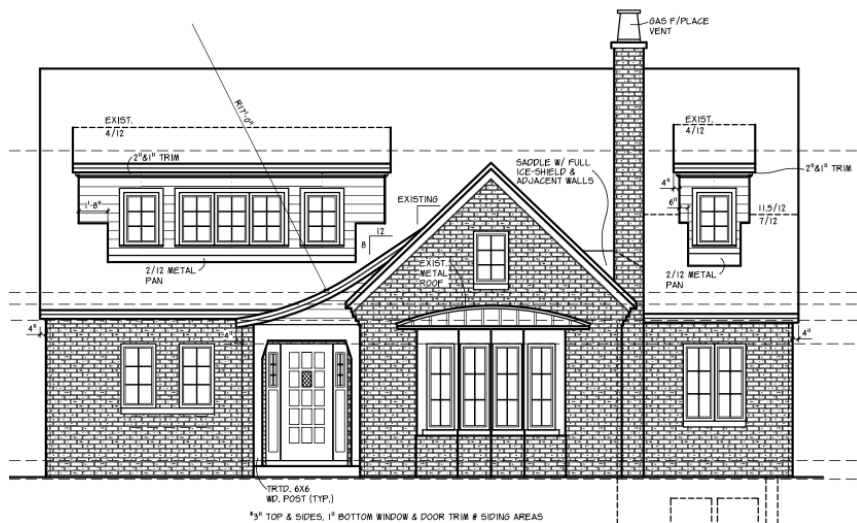 GAS F/PLACE
VENT
EXIST.
4/12
2"&1" TRIM
R17'-0"
SADDLE W/ FULL
ICE-SHIELD &
ADJACENT WALLS
EXIST.
4/12
2"&1" TRIM
4"
6"
11.5/12
7/12
1'-8"
EXISTING
12
8
2/12 METAL
PAN
EXIST.
METAL
ROOF
2/12 METAL
PAN
4"
4"
4"
TRTD. 6X6
WD. POST (TYP.)
*3" TOP & SIDES, 1" BOTTOM WINDOW & DOOR TRIM @ SIDING AREAS